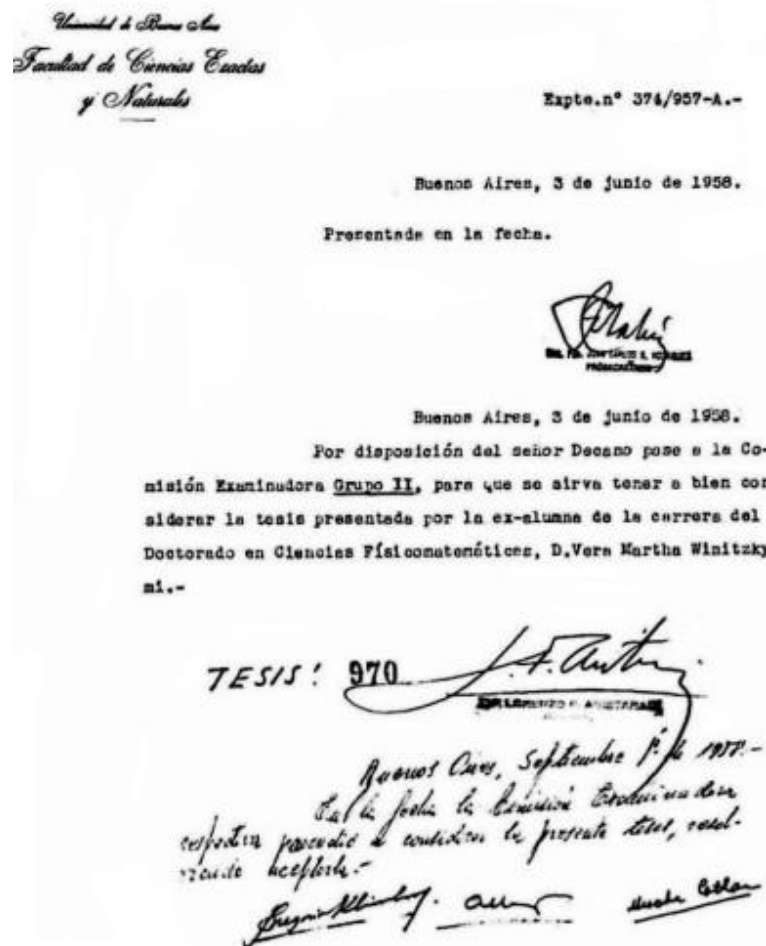 Universidad de Buenos Aires
Facultad de Ciencias Exactas
y Naturales
Expte.n° 374/957-A.-
Buenos Aires, 3 de junio de 1958.
Presentada en la fecha.
Buenos Aires, 3 de junio de 1958.
Por disposición del señor Decano pase a la Co-
misión Examinadora Grupo II, para que se sirva tener a bien con
siderar la tesis presentada por la ex-alumna de la carrera del
Doctorado en Ciencias Físicomatemáticas, D.Vera Martha Winitzky
mi.-
TESIS: 970
Buenos Aires, Septiembre 1º de 1958.-
En la fecha la Comisión Examinadora
respectiva procedió a considerar la presente tesis, resol-
viendo aceptarla.-